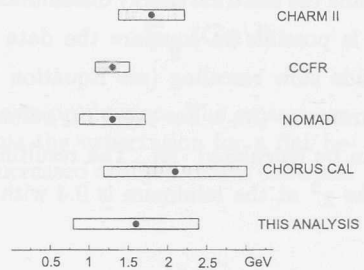 CHARM II
CCFR
NOMAD
CHORUS CAL
THIS ANALYSIS
0.5 1 1.5 2 2.5 GeV